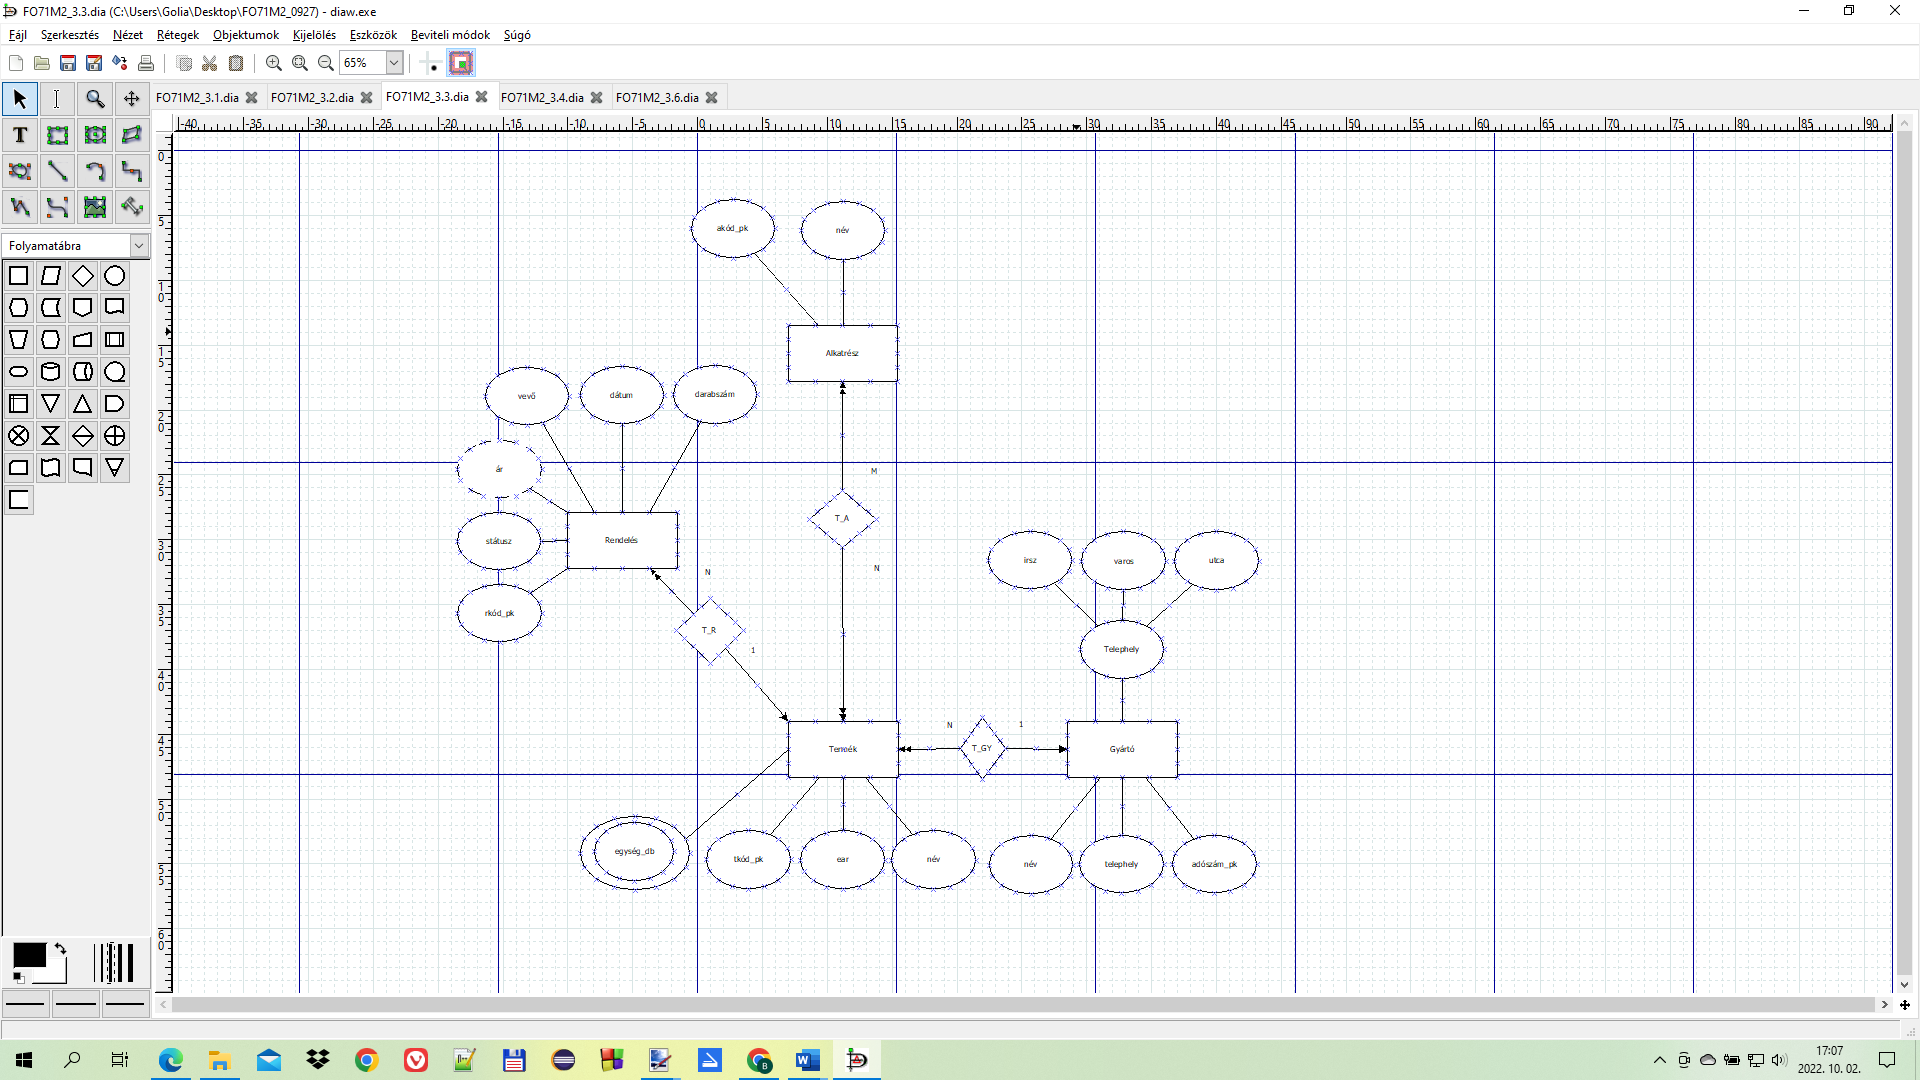 FO71M2_3.3.dia (C:\Users\Golia\Desktop\FO71M2_0927) - diaw.exe
Fájl Szerkesztés Nézet Rétegek Objektumok Kijelölés Eszközök Beviteli módok Súgó
65%
FO71M2_3.1.dia FO71M2_3.2.dia FO71M2_3.3.dia FO71M2_3.4.dia FO71M2_3.6.dia
-40 -35 -30 -25 -20 -15 -10 -5 0 5 10 15 20 25 30 35 40 45 50 55 60 65 70 75 80 85 90
0
5
10
15
20
25
30
35
40
45
50
55
60
Folyamatábra
akód_pk név
Alkatrész
vevő dátum darabszám
ár
M
T_A
státusz Rendelés
N
N
irsz varos utca
rkód_pk
T_R
1
Telephely
N 1
Termék T_GY Gyártó
egység_db tkód_pk ear név név telephely adószám_pk
17:07
2022. 10. 02.